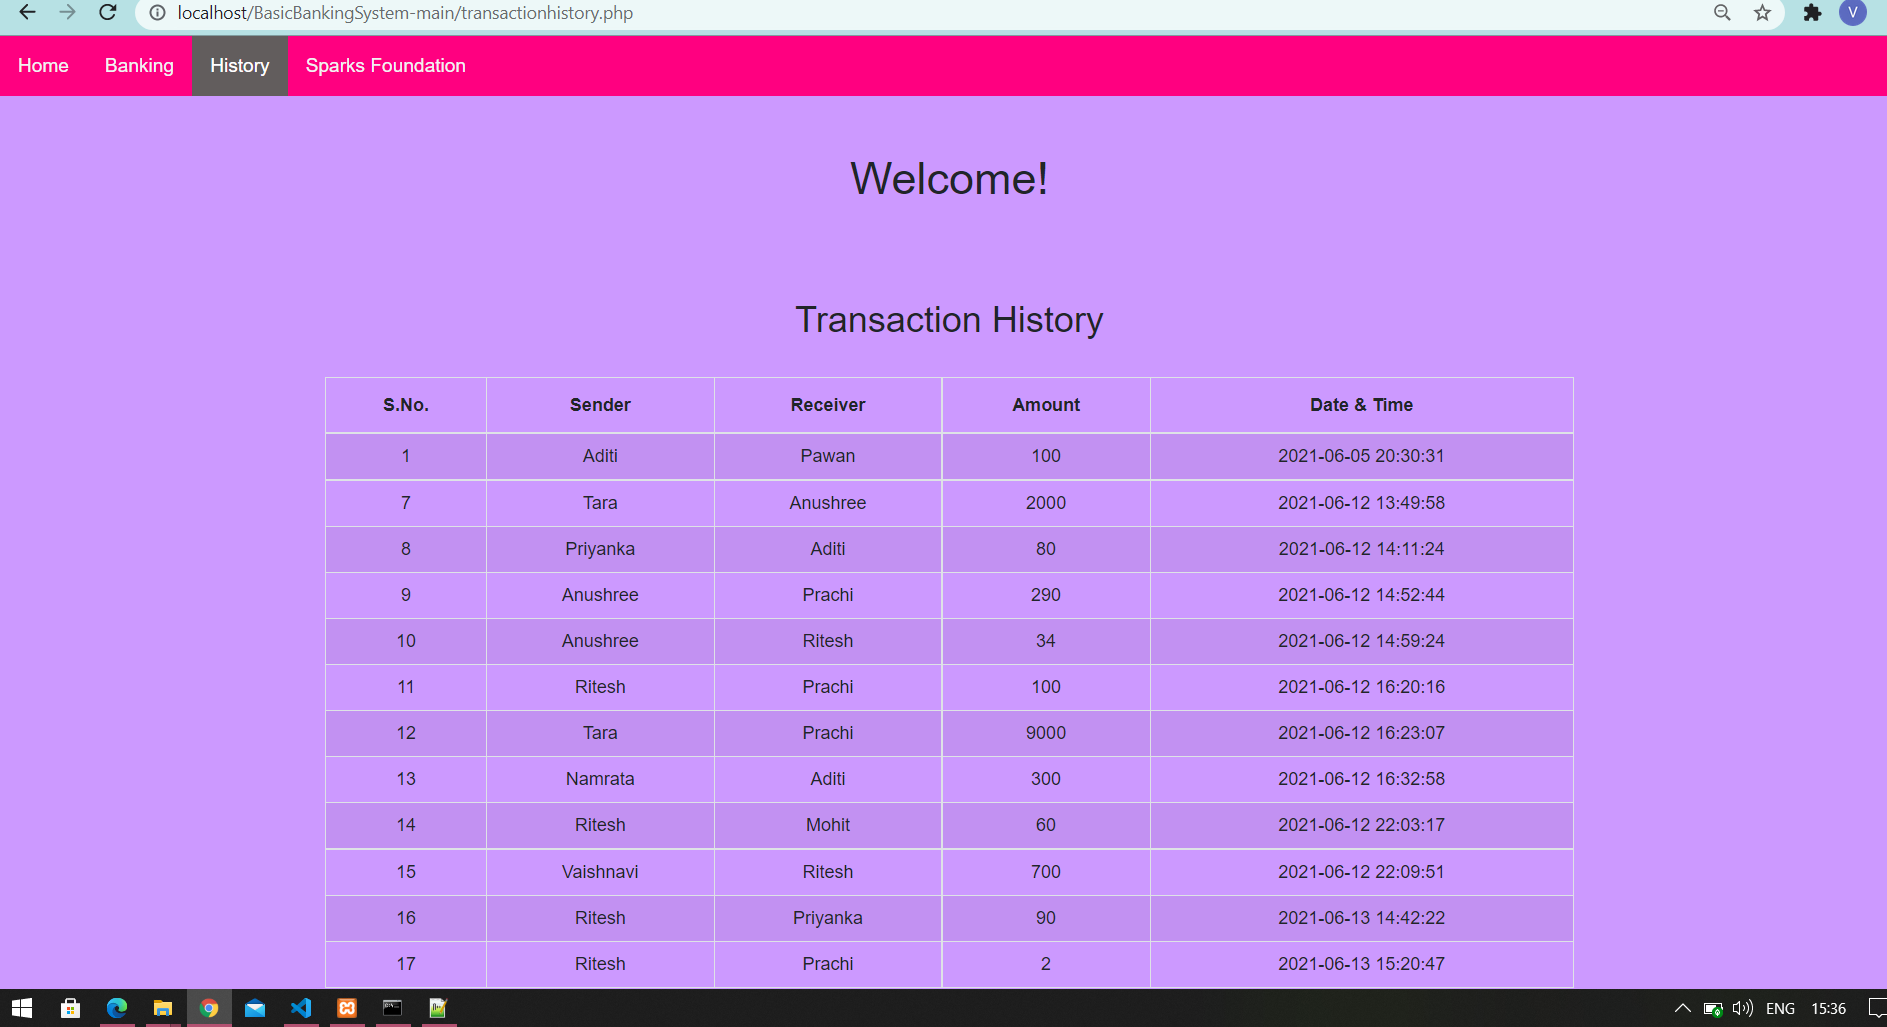 localhost/BasicBankingSystem-main/transactionhistory.php V
Home Banking History Sparks Foundation
Welcome!
Transaction History
S.No. Sender Receiver Amount Date & Time
1 Aditi Pawan 100 2021-06-05 20:30:31
7 Tara Anushree 2000 2021-06-12 13:49:58
8 Priyanka Aditi 80 2021-06-12 14:11:24
9 Anushree Prachi 290 2021-06-12 14:52:44
10 Anushree Ritesh 34 2021-06-12 14:59:24
11 Ritesh Prachi 100 2021-06-12 16:20:16
12 Tara Prachi 9000 2021-06-12 16:23:07
13 Namrata Aditi 300 2021-06-12 16:32:58
14 Ritesh Mohit 60 2021-06-12 22:03:17
15 Vaishnavi Ritesh 700 2021-06-12 22:09:51
16 Ritesh Priyanka 90 2021-06-13 14:42:22
17 Ritesh Prachi 2 2021-06-13 15:20:47
ENG 15:36